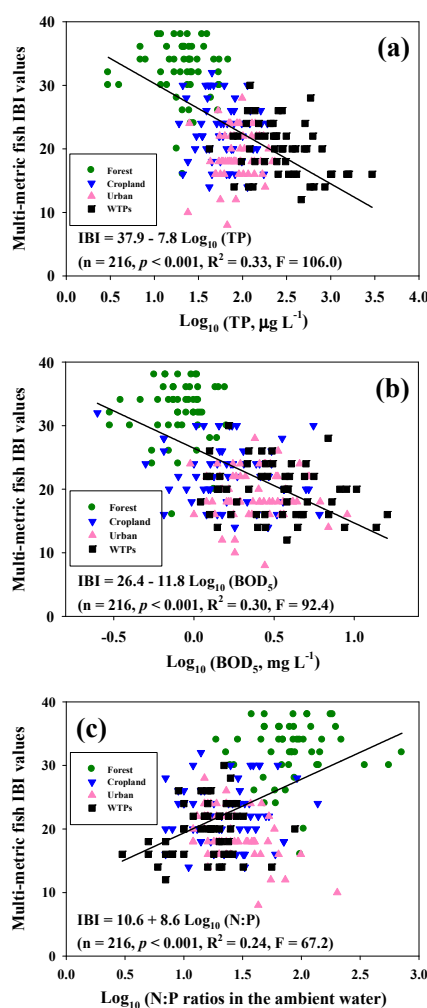 (a)
Multi-metric fish IBI values
40
30
20
10
0
Forest
Cropland
Urban
WTPs
IBI = 37.9 - 7.8 Log₁₀ (TP)
(n = 216, p < 0.001, R² = 0.33, F = 106.0)
0.0 0.5 1.0 1.5 2.0 2.5 3.0 3.5 4.0
Log₁₀ (TP, μg L⁻¹)
(b)
Multi-metric fish IBI values
40
30
20
10
0
Forest
Cropland
Urban
WTPs
IBI = 26.4 - 11.8 Log₁₀ (BOD₅)
(n = 216, p < 0.001, R² = 0.30, F = 92.4)
-0.5 0.0 0.5 1.0
Log₁₀ (BOD₅, mg L⁻¹)
(c)
Multi-metric fish IBI values
40
30
20
10
0
Forest
Cropland
Urban
WTPs
IBI = 10.6 + 8.6 Log₁₀ (N:P)
(n = 216, p < 0.001, R² = 0.24, F = 67.2)
0.0 0.5 1.0 1.5 2.0 2.5 3.0
Log₁₀ (N:P ratios in the ambient water)